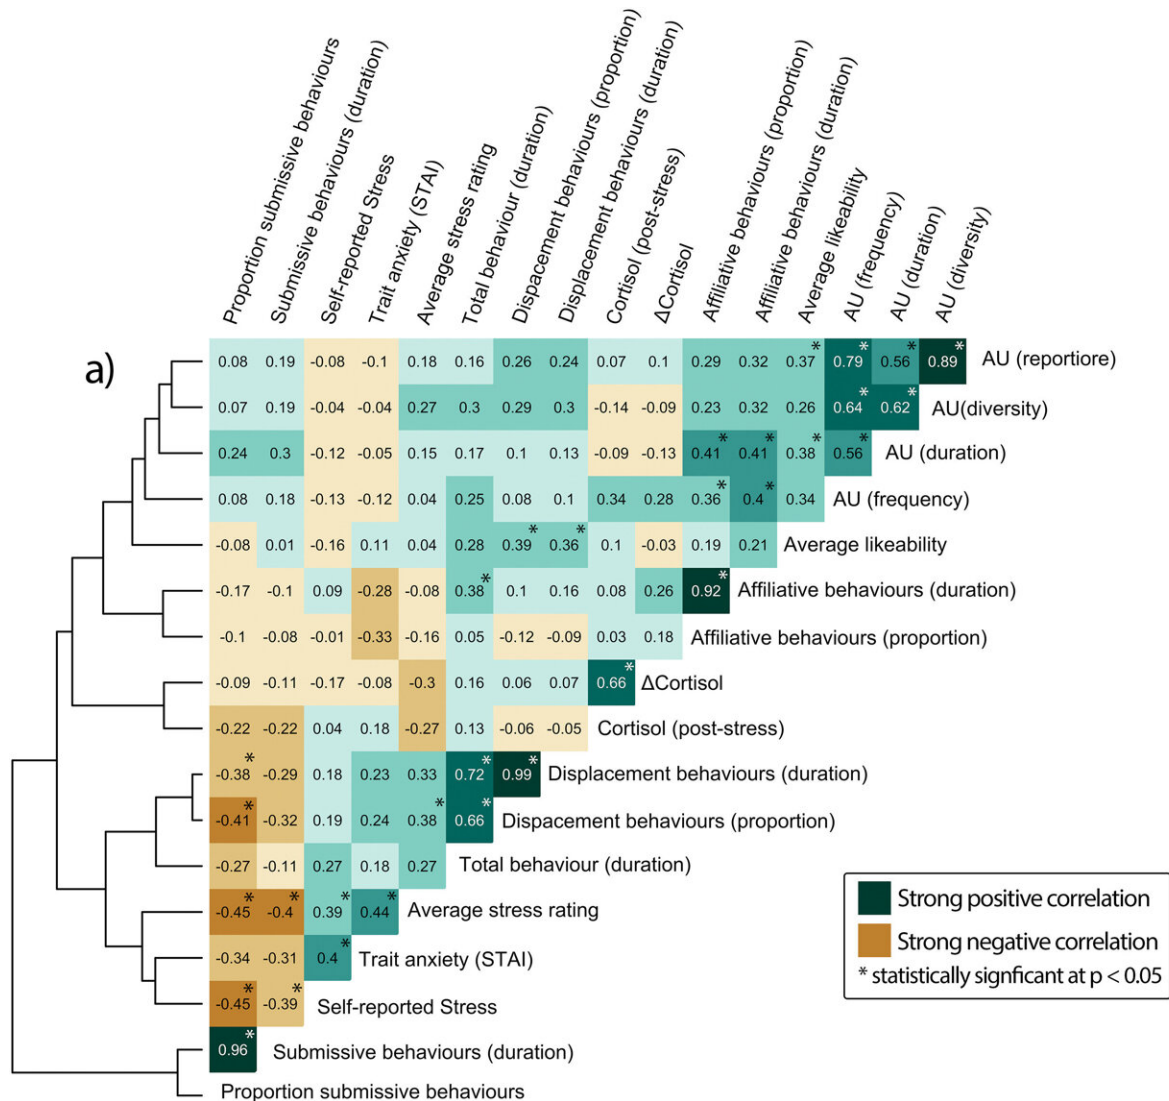 Proportion submissive behaviours
Submissive behaviours (duration)
Self-reported Stress
Trait anxiety (STAI)
Average stress rating
Total behaviour (duration)
Dispacement behaviours (proportion)
Displacement behaviours (duration)
Cortisol (post-stress)
ΔCortisol
Affiliative behaviours (proportion)
Affiliative behaviours (duration)
Average likeability
AU (frequency)
AU (duration)
AU (diversity)
a)
0.08 0.19 -0.08 -0.1 0.18 0.16 0.26 0.24 0.07 0.1 0.29 0.32 0.37* 0.79* 0.56* 0.89* AU (reportiore)
0.07 0.19 -0.04 -0.04 0.27 0.3 0.29 0.3 -0.14 -0.09 0.23 0.32 0.26 0.64* 0.62* AU(diversity)
0.24 0.3 -0.12 -0.05 0.15 0.17 0.1 0.13 -0.09 -0.13 0.41* 0.41* 0.38* 0.56* AU (duration)
0.08 0.18 -0.13 -0.12 0.04 0.25 0.08 0.1 0.34 0.28 0.36* 0.4* 0.34 AU (frequency)
-0.08 0.01 -0.16 0.11 0.04 0.28 0.39* 0.36* 0.1 -0.03 0.19 0.21 Average likeability
-0.17 -0.1 0.09 -0.28 -0.08 0.38* 0.1 0.16 0.08 0.26 0.92* Affiliative behaviours (duration)
-0.1 -0.08 -0.01 -0.33 -0.16 0.05 -0.12 -0.09 0.03 0.18 Affiliative behaviours (proportion)
-0.09 -0.11 -0.17 -0.08 -0.3 0.16 0.06 0.07 0.66* ΔCortisol
-0.22 -0.22 0.04 0.18 -0.27 0.13 -0.06 -0.05 Cortisol (post-stress)
-0.38* -0.29 0.18 0.23 0.33 0.72* 0.99* Displacement behaviours (duration)
-0.41* -0.32 0.19 0.24 0.38* 0.66* Dispacement behaviours (proportion)
-0.27 -0.11 0.27 0.18 0.27 Total behaviour (duration)
-0.45* -0.4* 0.39* 0.44* Average stress rating
-0.34 -0.31 0.4* Trait anxiety (STAI)
-0.45* -0.39* Self-reported Stress
0.96* Submissive behaviours (duration)
Proportion submissive behaviours
Strong positive correlation
Strong negative correlation
* statistically signficant at p < 0.05